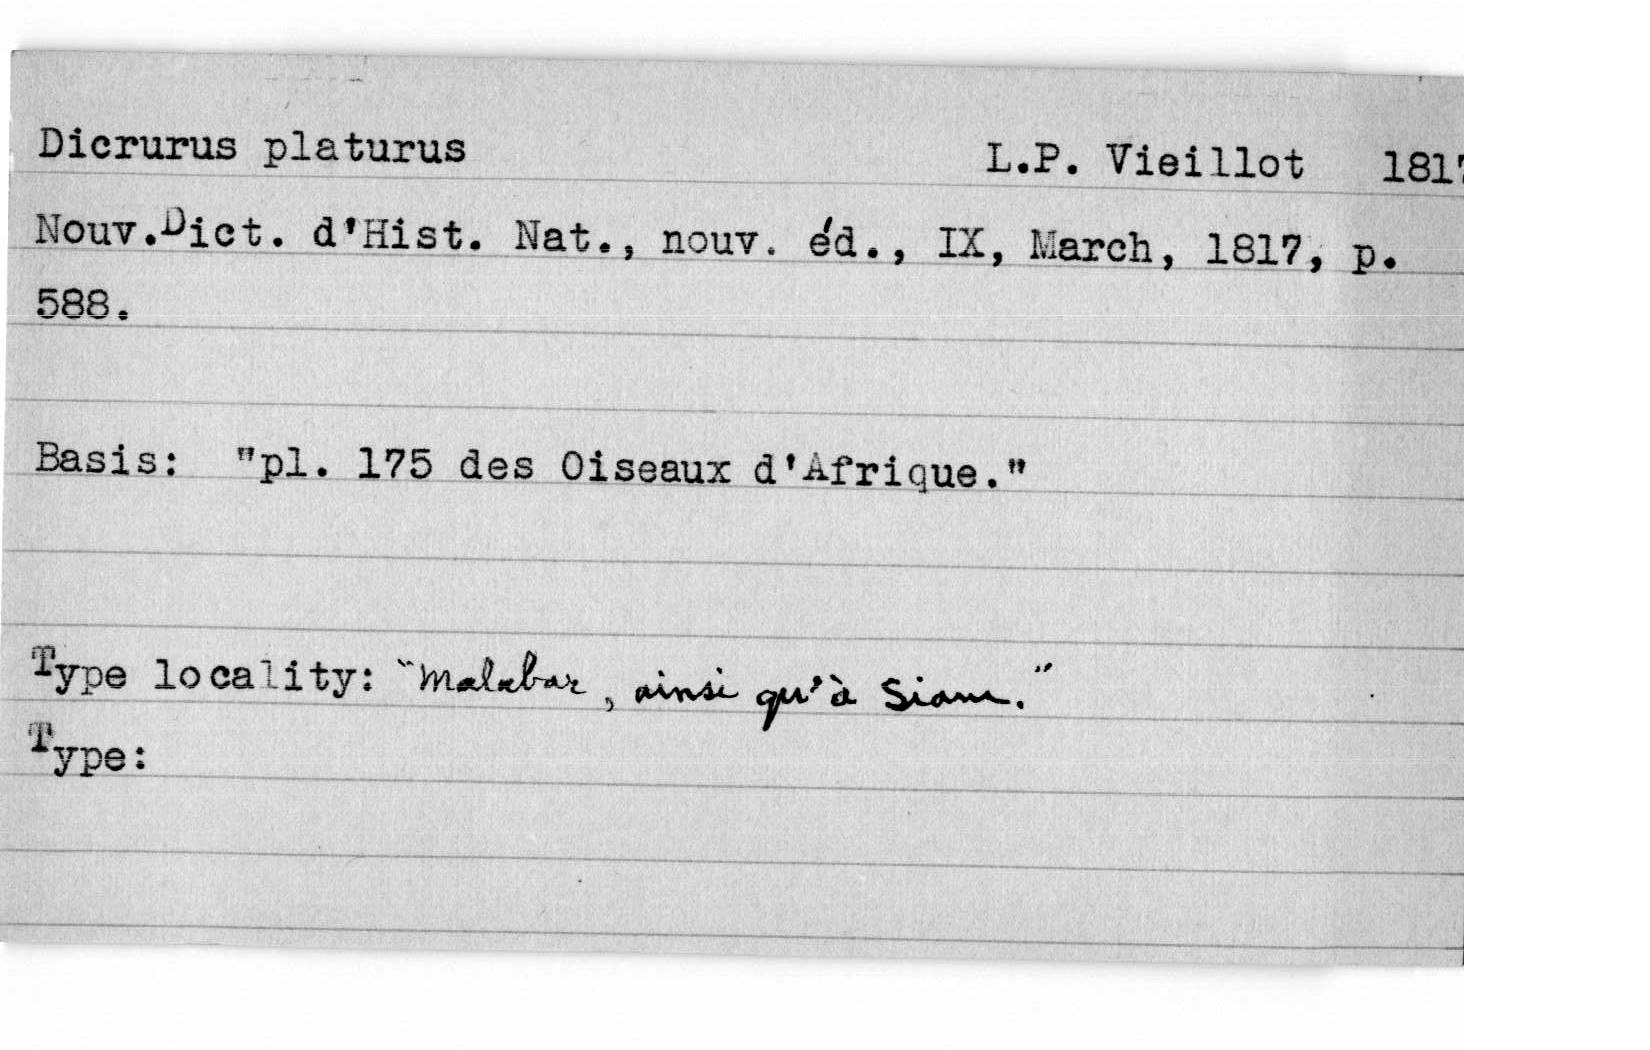 Dicrurus platurus L.P. Vieillot 1817
Nouv.Dict. d'Hist. Nat., nouv. éd., IX, March, 1817, p.
588.
Basis: "pl. 175 des Oiseaux d'Afrique."
Type locality: "Malabar, ainsi qu'à Siam."
Type: